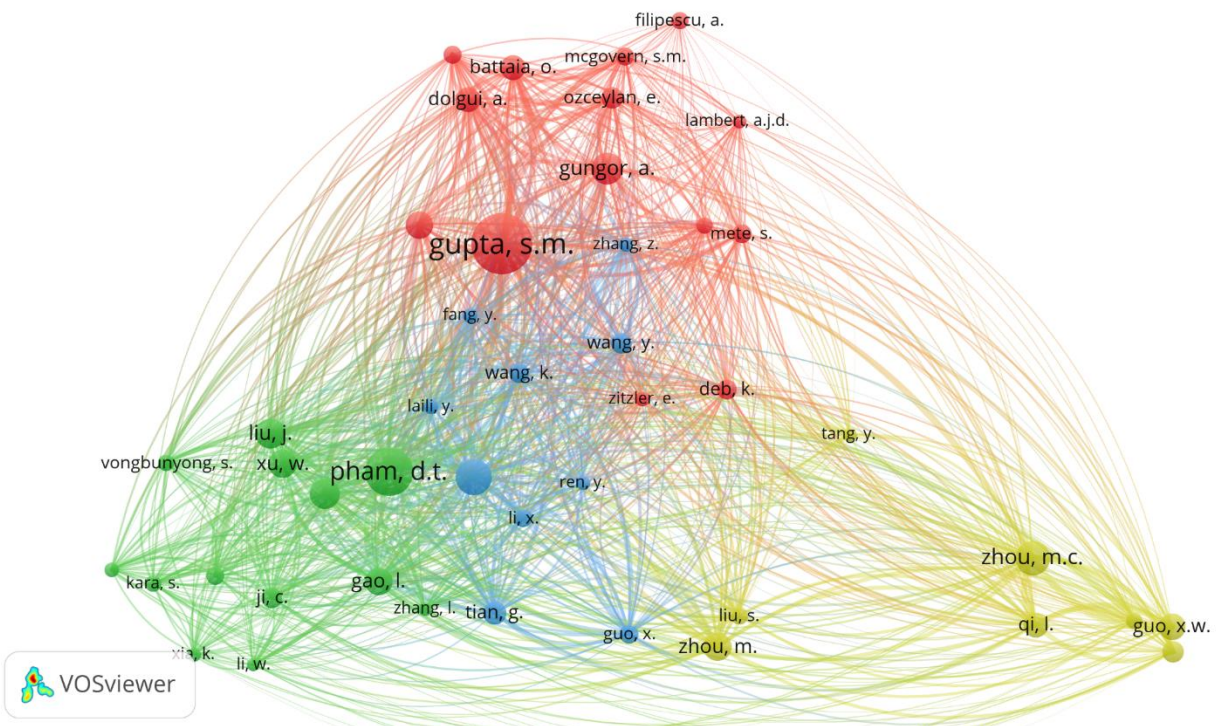 filipescu, a.
mcgovern, s.m.
battaia, o.
dolgui, a.
ozceylan, e.
lambert, a.j.d.
gungor, a.
mete, s.
gupta, s.m.
zhang, z.
fang, y.
wang, y.
wang, k.
deb, k.
zitzler, e.
laili, y.
liu, j.
tang, y.
vongbunyong, s.
xu, w.
pham, d.t.
ren, y.
li, x.
zhou, m.c.
kara, s.
gao, l.
ji, c.
zhang, l.
tian, g.
liu, s.
qi, l.
guo, x.w.
guo, x.
zhou, m.
xia, k.
li, w.
VOSviewer